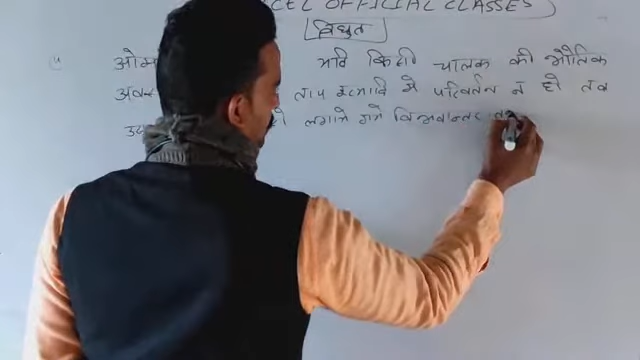 CEL OFFICIAL CLASSES
विद्युत
ओम यदि किसी चालक की भौतिक
अवस् ताप इत्यादि में परिवर्तन न हो तब
उस लगाये गये विभवान्तर